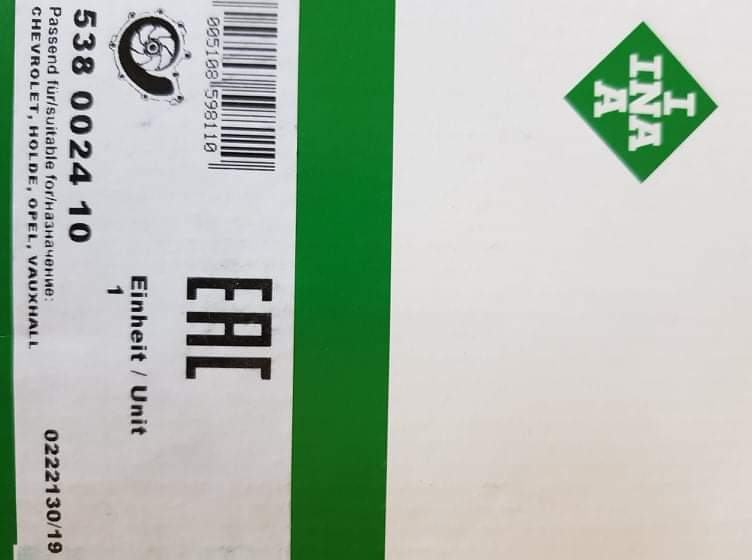 I
INA
A
005108 598110
538 0024 10
Passend für/suitable for/назначение:
CHEVROLET, HOLDE, OPEL, VAUXHALL
EAC
Einheit / Unit
1
0222130/19